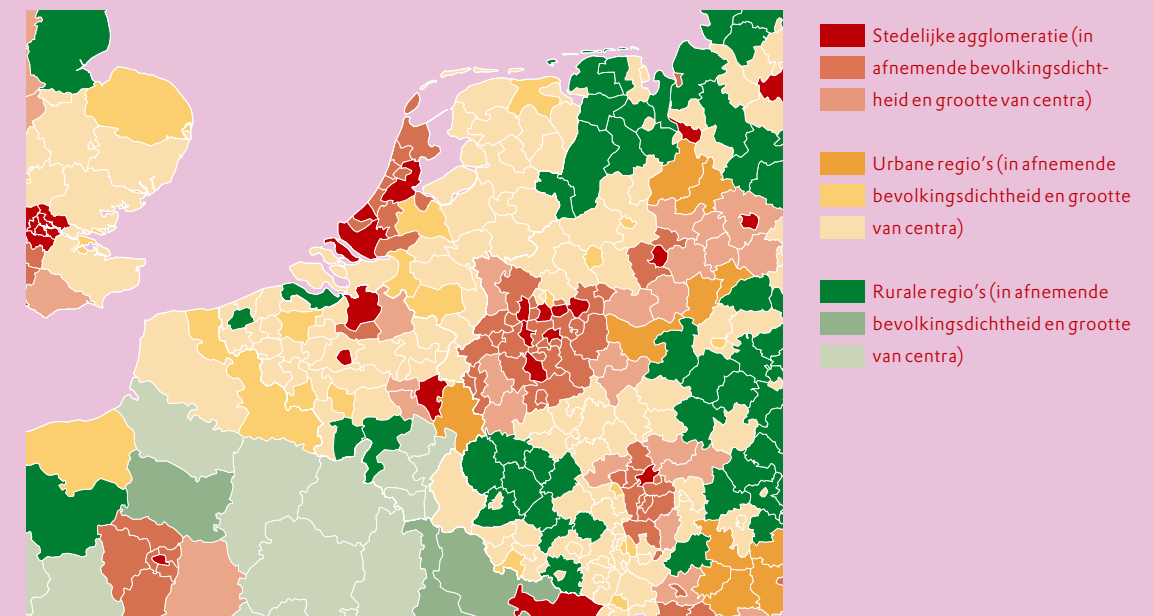 Stedelijke agglomeratie (in
afnemende bevolkingsdicht-
heid en grootte van centra)
Urbane regio's (in afnemende
bevolkingsdichtheid en grootte
van centra)
Rurale regio's (in afnemende
bevolkingsdichtheid en grootte
van centra)